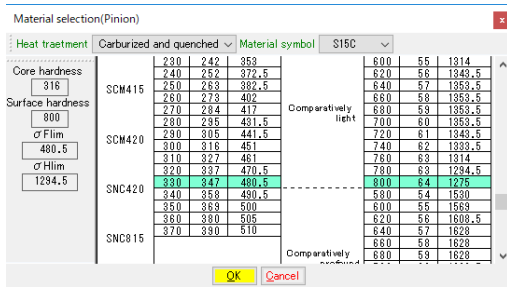 Material selection(Pinion)
x
Heat traetment Carburized and quenched Material symbol S15C
Core hardness
316
Surface hardness
800
σFlim
480.5
σHlim
1294.5
230 242 353 600 55 1314
240 252 372.5 620 56 1343.5
SCM415 250 263 382.5 640 57 1353.5
260 273 402 660 58 1353.5
270 284 417 Comparatively 680 59 1353.5
280 295 431.5 light 700 60 1353.5
290 305 441.5 720 61 1343.5
SCM420 300 316 451 740 62 1333.5
310 327 461 760 63 1314
320 337 470.5 780 63 1294.5
SNC420 330 347 480.5 800 64 1275
340 358 490.5 580 54 1530
350 369 500 600 55 1569
360 380 505 620 56 1608.5
370 390 510 640 57 1628
SNC815 660 58 1628
Comparatively 680 59 1628
OK Cancel